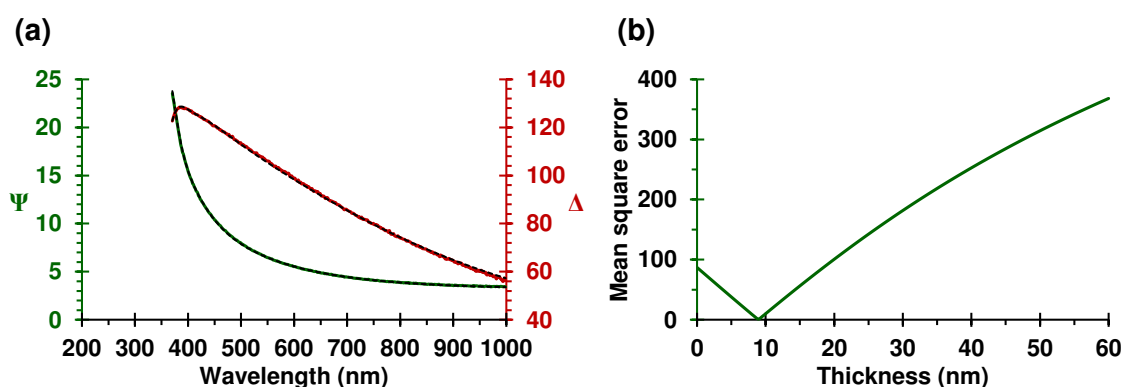 (a)
25
20
15
10
5
0
Ψ
140
120
100
80
60
40
Δ
200 300 400 500 600 700 800 900 1000
Wavelength (nm)
(b)
400
300
200
100
0
Mean square error
0 10 20 30 40 50 60
Thickness (nm)